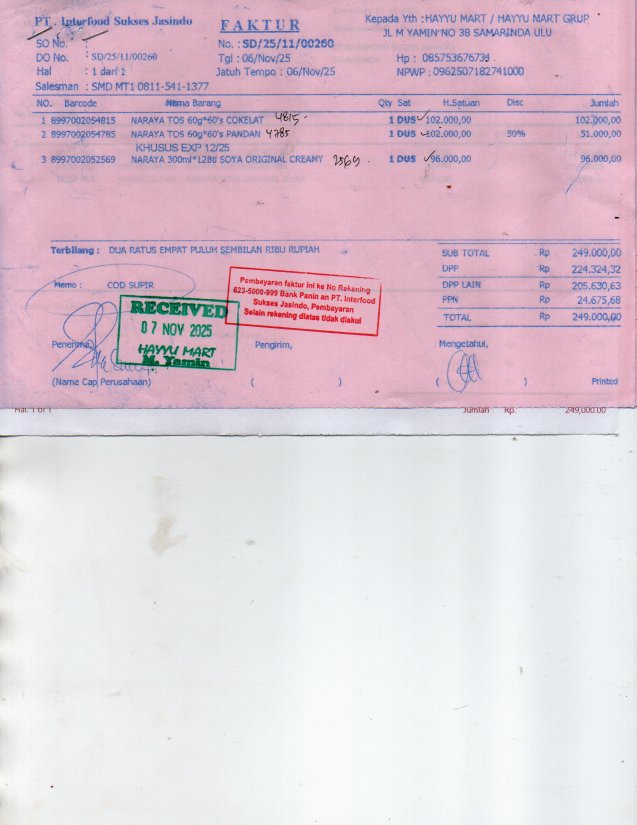 PT. Interfood Sukses Jasindo
FAKTUR
Kepada Yth : HAYYU MART / HAYYU MART GRUP
JL M YAMIN NO 38 SAMARINDA ULU
SO No. :
No. : SD/25/11/00260
DO No. : SD/25/11/00260
Tgl : 06/Nov/25
Hp : 085753676731
Hal : 1 dari 1
Jatuh Tempo : 06/Nov/25
NPWP : 0962507182741000
Salesman : SMD MT1 0811-541-1377
NO. Barcode Nama Barang Qty Sat H.Satuan Disc Jumlah
1 8997002054815 NARAYA TOS 60g*60's COKELAT 4815 1 DUS 102.000,00 102.000,00
2 8997002054785 NARAYA TOS 60g*60's PANDAN 4785 1 DUS 102.000,00 50% 51.000,00
KHUSUS EXP 12/25
3 8997002052569 NARAYA 300ml*12Btl SOYA ORIGINAL CREAMY 2569 1 DUS 96.000,00 96.000,00
Terbilang : DUA RATUS EMPAT PULUH SEMBILAN RIBU RUPIAH
SUB TOTAL Rp 249.000,00
DPP Rp 224.324,32
DPP LAIN Rp 205.630,63
PPN Rp 24.675,68
TOTAL Rp 249.000,00
Memo : COD SUPIR
Pembayaran faktur ini ke No Rekening
623-5000-999 Bank Panin an PT. Interfood
Sukses Jasindo, Pembayaran
Selain rekening diatas tidak diakui
RECEIVED
07 NOV 2025
HAYYU MART
M. Yamin
Penerima,
Pengirim,
Mengetahui,
(Name Cap Perusahaan)
( )
( )
Printed
Hal. 1 of 1
Jumlah Rp. 249,000.00